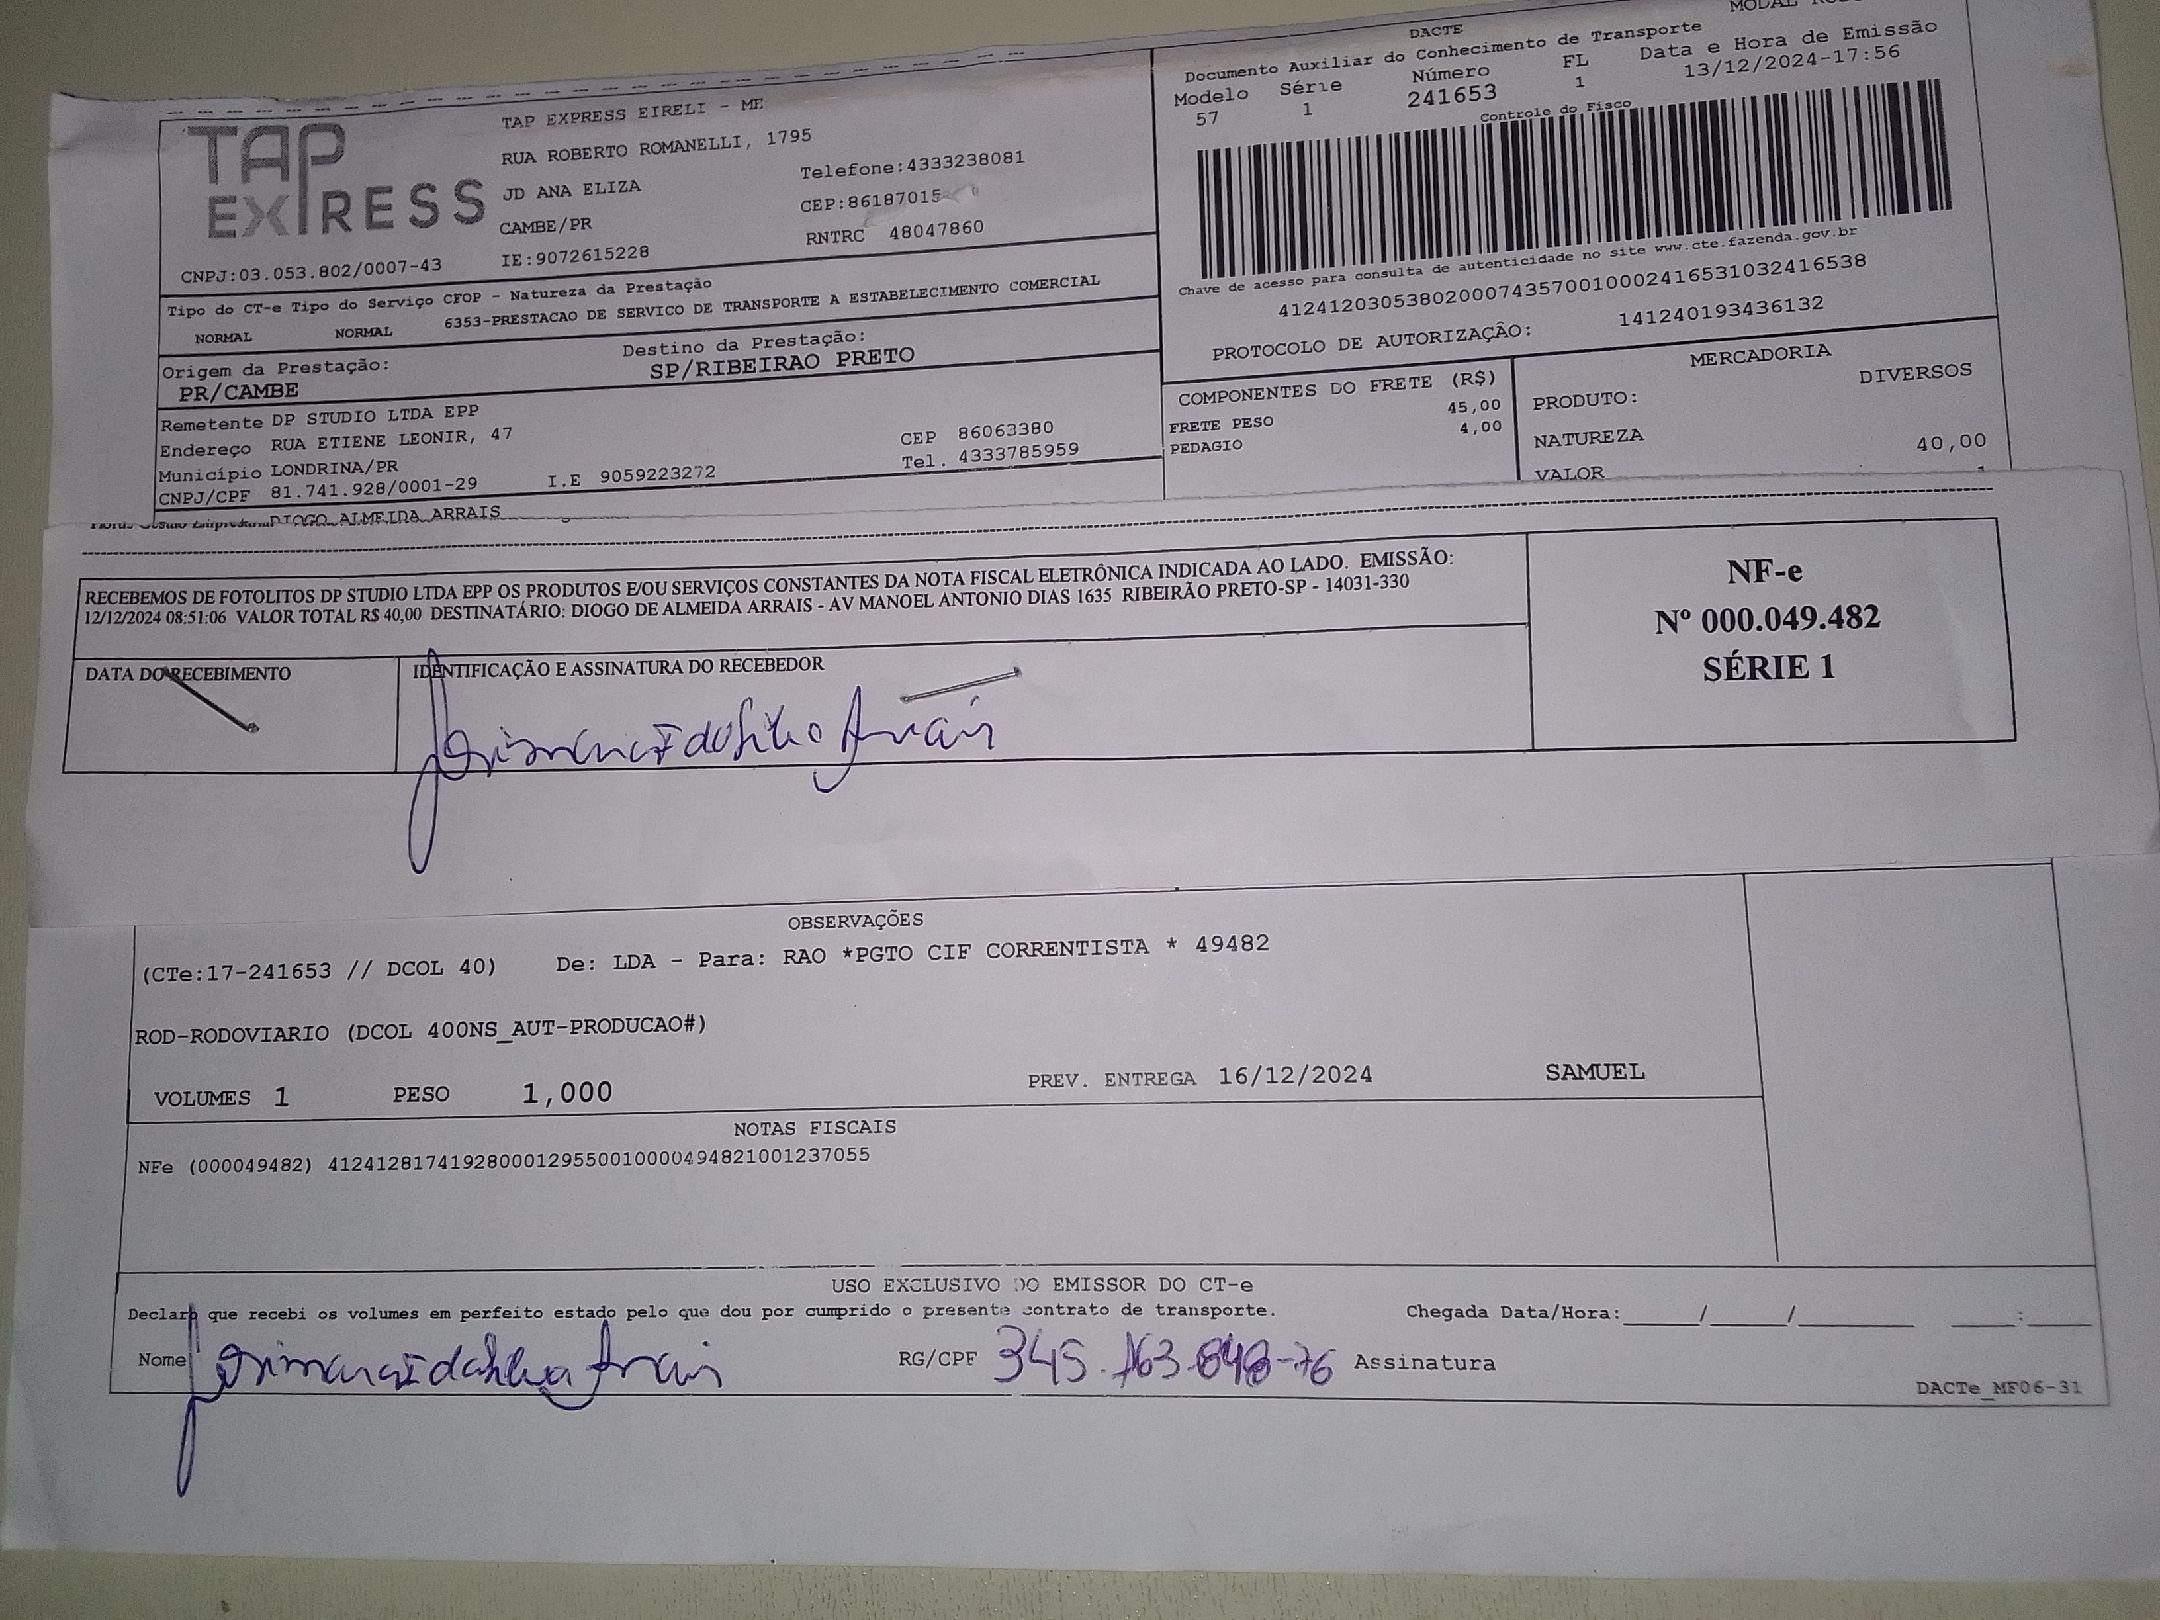 DACTE
Documento Auxiliar do Conhecimento de Transporte
Modelo Série Número FL Data e Hora de Emissão
57 1 241653 1 13/12/2024-17:56
Controle do Fisco
TAP EXPRESS
TAP EXPRESS EIRELI - ME
RUA ROBERTO ROMANELLI, 1795
JD ANA ELIZA Telefone:4333238081
CAMBE/PR CEP:86187015
IE:9072615228 RNTRC 48047860
CNPJ:03.053.802/0007-43
Chave de acesso para consulta de autenticidade no site www.cte.fazenda.gov.br
41241203053802000743570010002416531032416538
PROTOCOLO DE AUTORIZAÇÃO: 141240193436132
Tipo do CT-e Tipo do Serviço CFOP - Natureza da Prestação
NORMAL NORMAL 6353-PRESTACAO DE SERVICO DE TRANSPORTE A ESTABELECIMENTO COMERCIAL
Origem da Prestação: Destino da Prestação:
PR/CAMBE SP/RIBEIRAO PRETO
Remetente DP STUDIO LTDA EPP
Endereço RUA ETIENE LEONIR, 47 CEP 86063380
Município LONDRINA/PR Tel. 4333785959
CNPJ/CPF 81.741.928/0001-29 I.E 9059223272
COMPONENTES DO FRETE (R$)
FRETE PESO 45,00
PEDAGIO 4,00
MERCADORIA
PRODUTO: DIVERSOS
NATUREZA
VALOR 40,00
DIOGO ALMEIDA ARRAIS
RECEBEMOS DE FOTOLITOS DP STUDIO LTDA EPP OS PRODUTOS E/OU SERVIÇOS CONSTANTES DA NOTA FISCAL ELETRÔNICA INDICADA AO LADO. EMISSÃO:
12/12/2024 08:51:06 VALOR TOTAL R$ 40,00 DESTINATÁRIO: DIOGO DE ALMEIDA ARRAIS - AV MANOEL ANTONIO DIAS 1635 RIBEIRÃO PRETO-SP - 14031-330
DATA DO RECEBIMENTO
IDENTIFICAÇÃO E ASSINATURA DO RECEBEDOR
NF-e
Nº 000.049.482
SÉRIE 1
OBSERVAÇÕES
(CTe:17-241653 // DCOL 40) De: LDA - Para: RAO *PGTO CIF CORRENTISTA * 49482
ROD-RODOVIARIO (DCOL 400NS_AUT-PRODUCAO#)
VOLUMES 1 PESO 1,000 PREV. ENTREGA 16/12/2024 SAMUEL
NOTAS FISCAIS
NFe (000049482) 41241281741928000129550010000494821001237055
USO EXCLUSIVO DO EMISSOR DO CT-e
Declaro que recebi os volumes em perfeito estado pelo que dou por cumprido o presente contrato de transporte. Chegada Data/Hora:____/____/______ ____:____
Nome RG/CPF Assinatura
DACTe_MF06-31